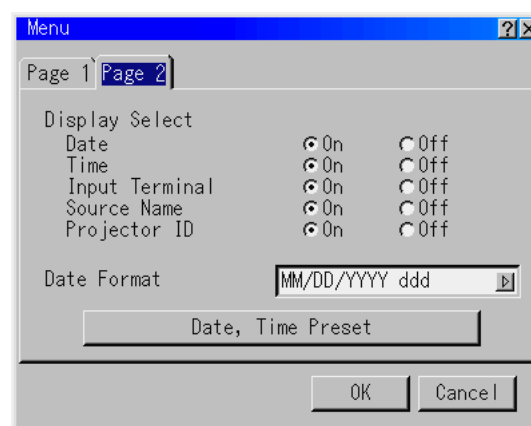 Menu ? X
Page 1 Page 2
Display Select
Date On Off
Time On Off
Input Terminal On Off
Source Name On Off
Projector ID On Off
Date Format MM/DD/YYYY ddd
Date, Time Preset
OK Cancel